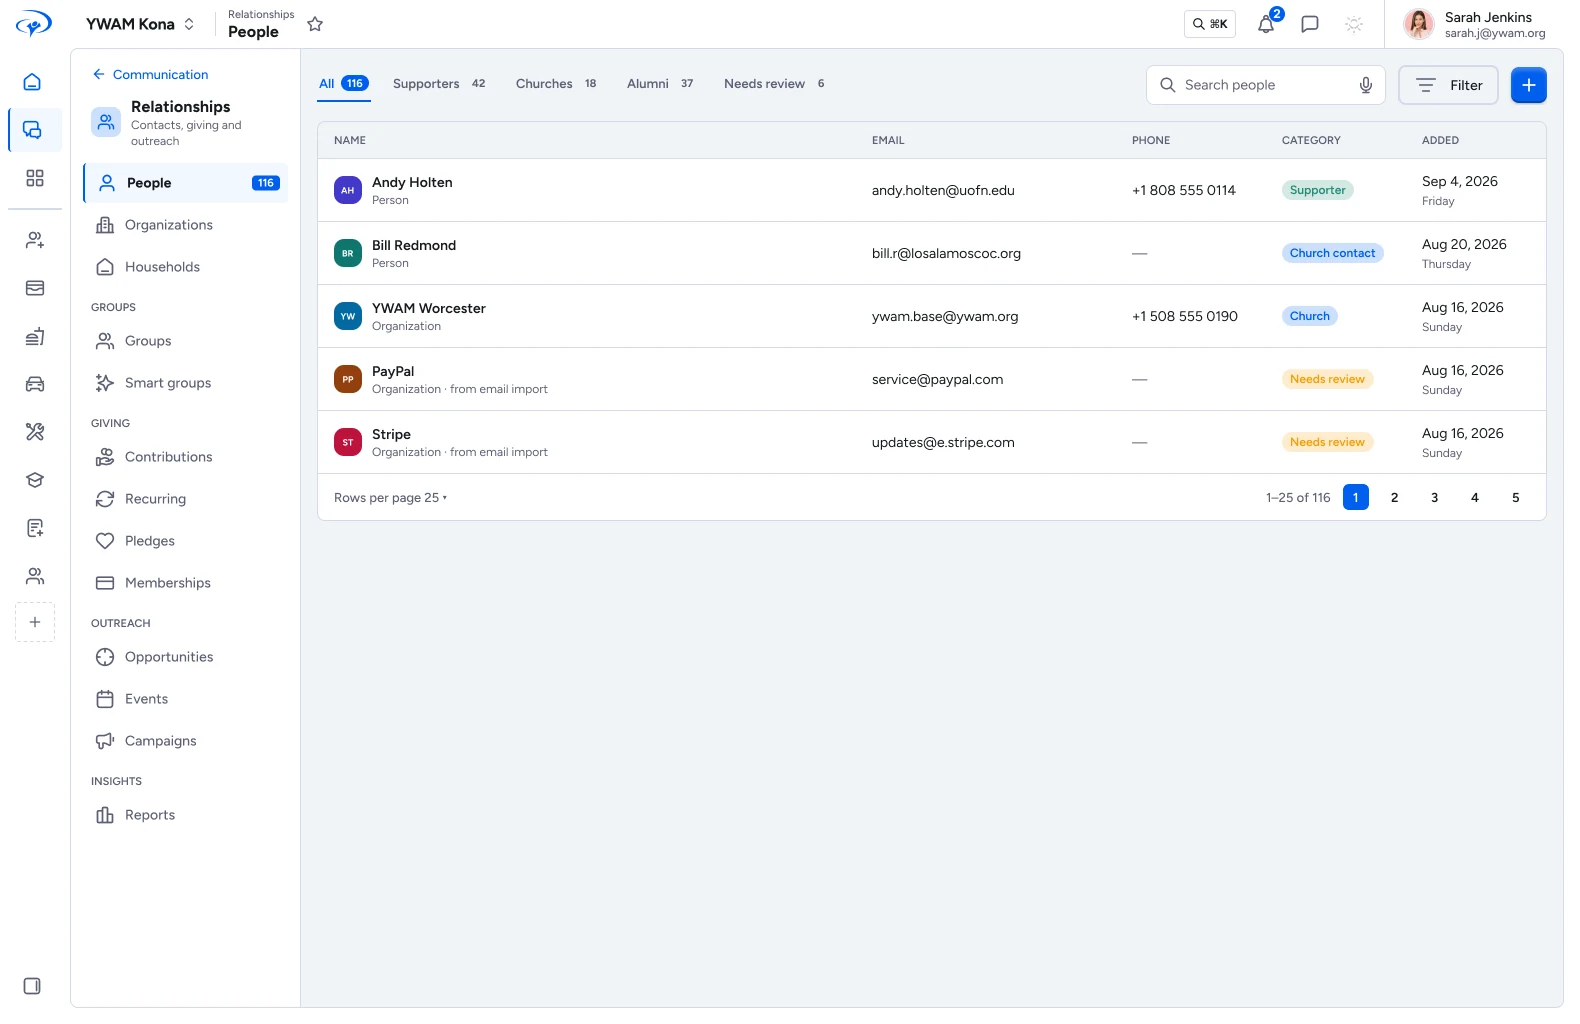 YWAM Kona
Relationships
People
⌘K
2
Sarah Jenkins
sarah.j@ywam.org
Communication
Relationships
Contacts, giving and
outreach
People 116
Organizations
Households
GROUPS
Groups
Smart groups
GIVING
Contributions
Recurring
Pledges
Memberships
OUTREACH
Opportunities
Events
Campaigns
INSIGHTS
Reports
All 116 Supporters 42 Churches 18 Alumni 37 Needs review 6
Search people
Filter
NAME EMAIL PHONE CATEGORY ADDED
AH Andy Holten
Person
andy.holten@uofn.edu
+1 808 555 0114
Supporter
Sep 4, 2026
Friday
BR Bill Redmond
Person
bill.r@losalamoscoc.org
—
Church contact
Aug 20, 2026
Thursday
YW YWAM Worcester
Organization
ywam.base@ywam.org
+1 508 555 0190
Church
Aug 16, 2026
Sunday
PP PayPal
Organization · from email import
service@paypal.com
—
Needs review
Aug 16, 2026
Sunday
ST Stripe
Organization · from email import
updates@e.stripe.com
—
Needs review
Aug 16, 2026
Sunday
Rows per page 25 ▾
1–25 of 116 1 2 3 4 5